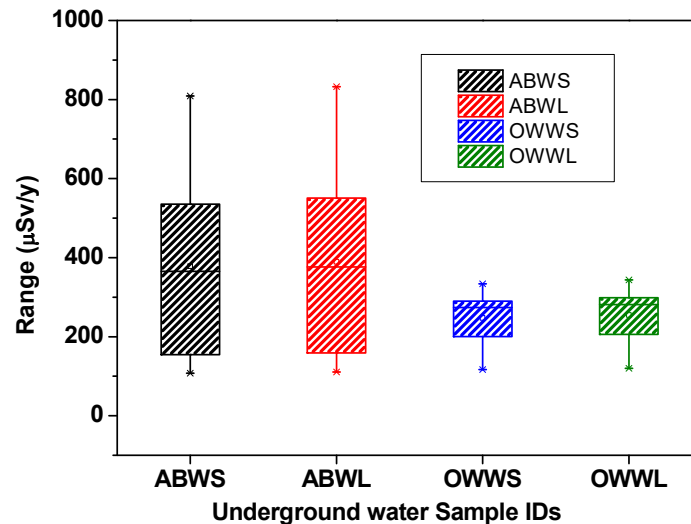 1000
800
600
400
200
0
Range (μSv/y)
ABWS
ABWL
OWWS
OWWL
ABWS ABWL OWWS OWWL
Underground water Sample IDs